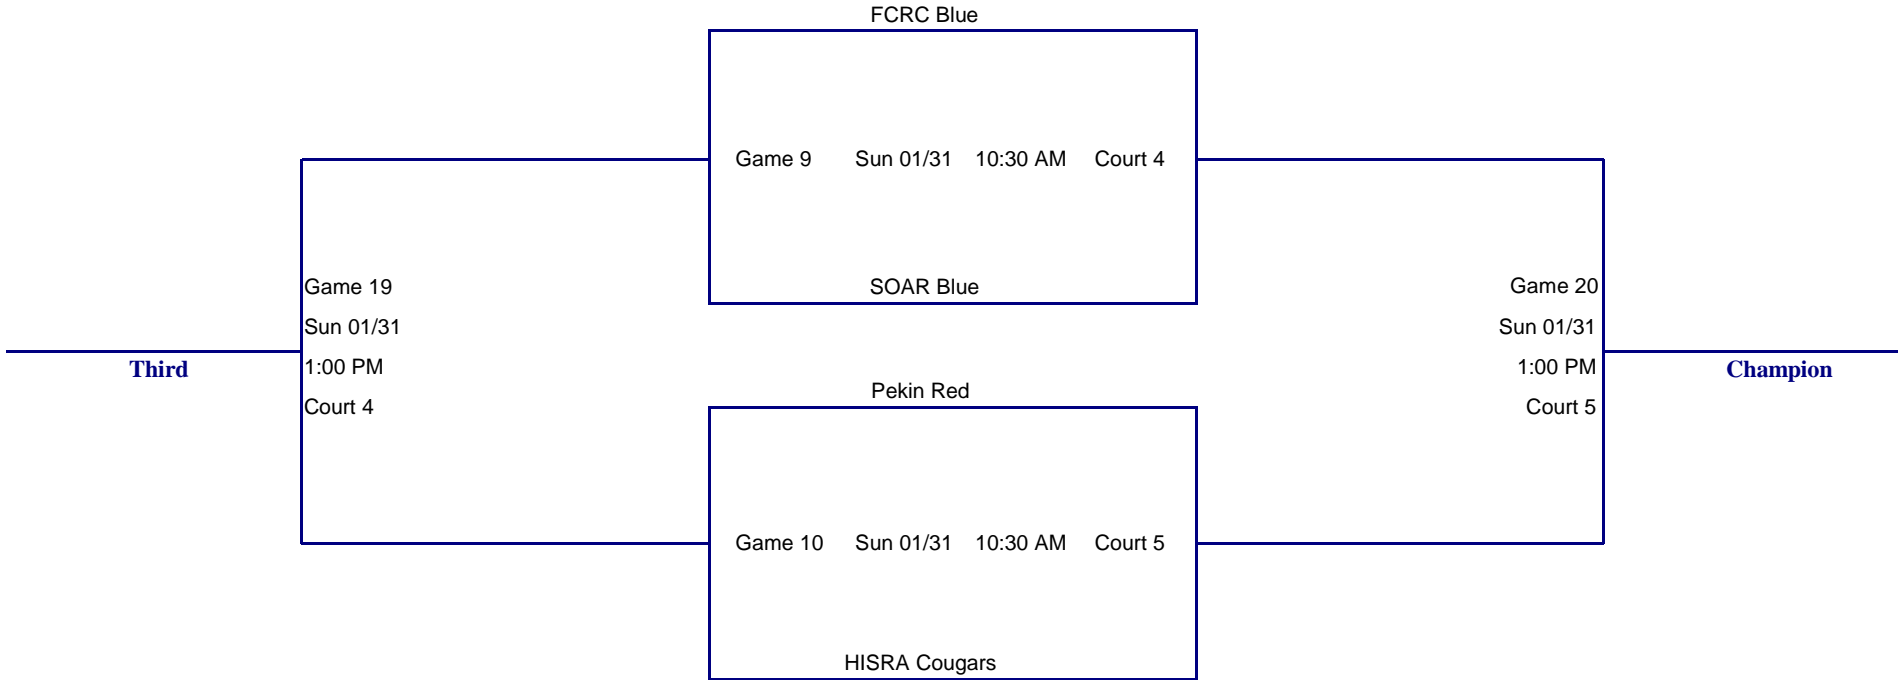 FCRC Blue
Game 9 Sun 01/31 10:30 AM Court 4
SOAR Blue
Game 19
Sun 01/31
1:00 PM
Court 4
Third
Game 20
Sun 01/31
1:00 PM
Court 5
Champion
Pekin Red
Game 10 Sun 01/31 10:30 AM Court 5
HISRA Cougars